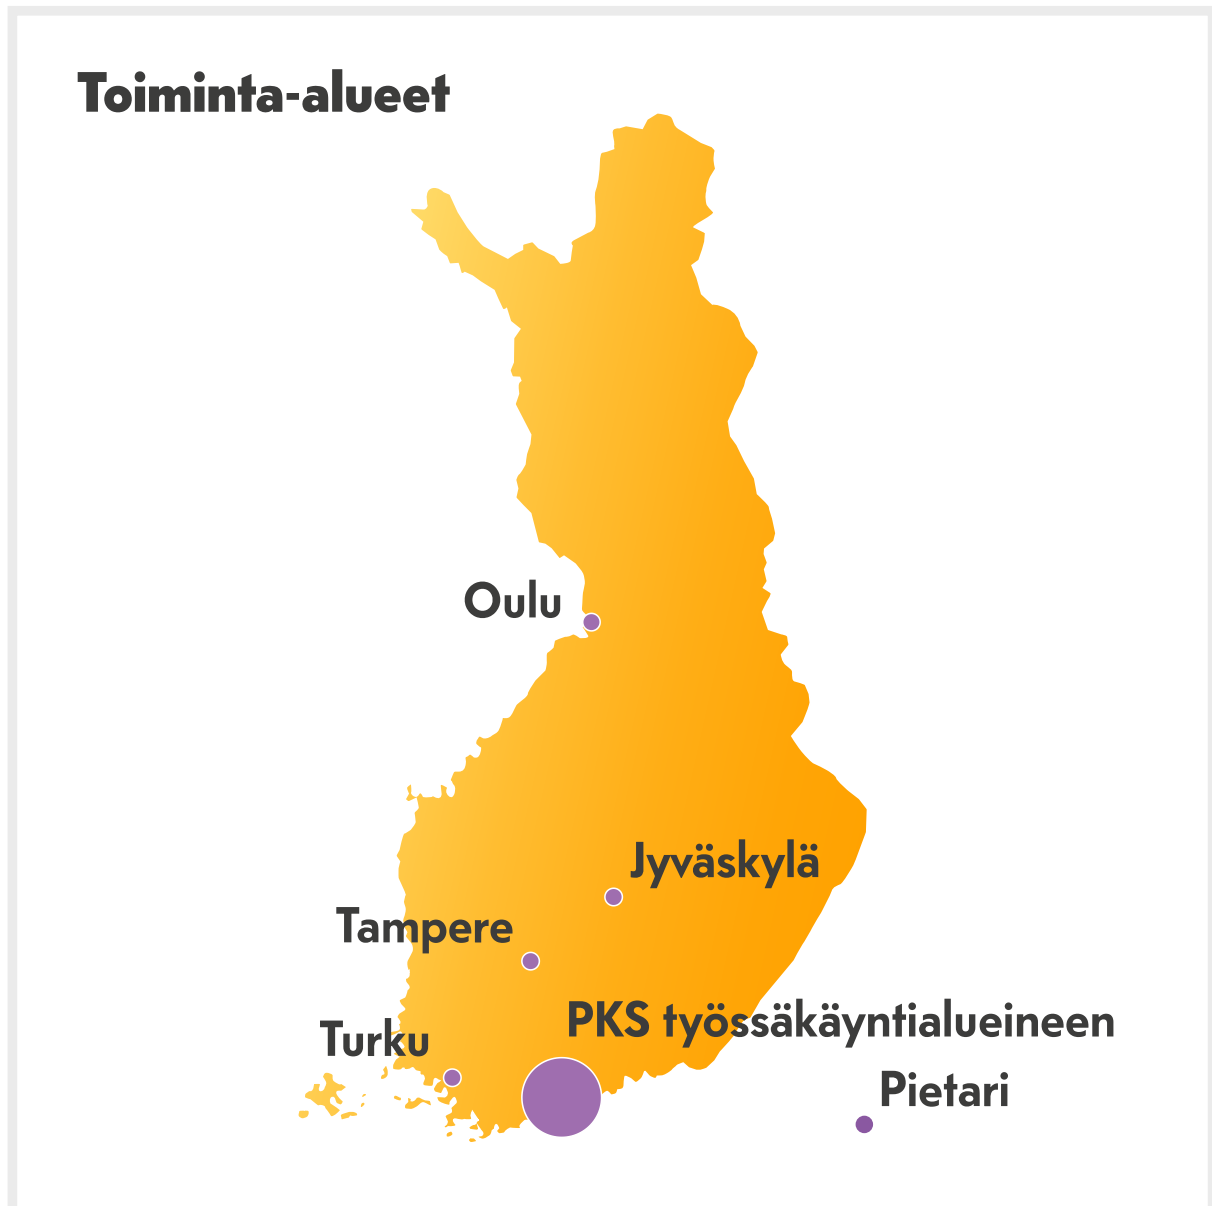 Toiminta-alueet
Oulu
Jyväskylä
Tampere
PKS työssäkäyntialueineen
Turku
Pietari